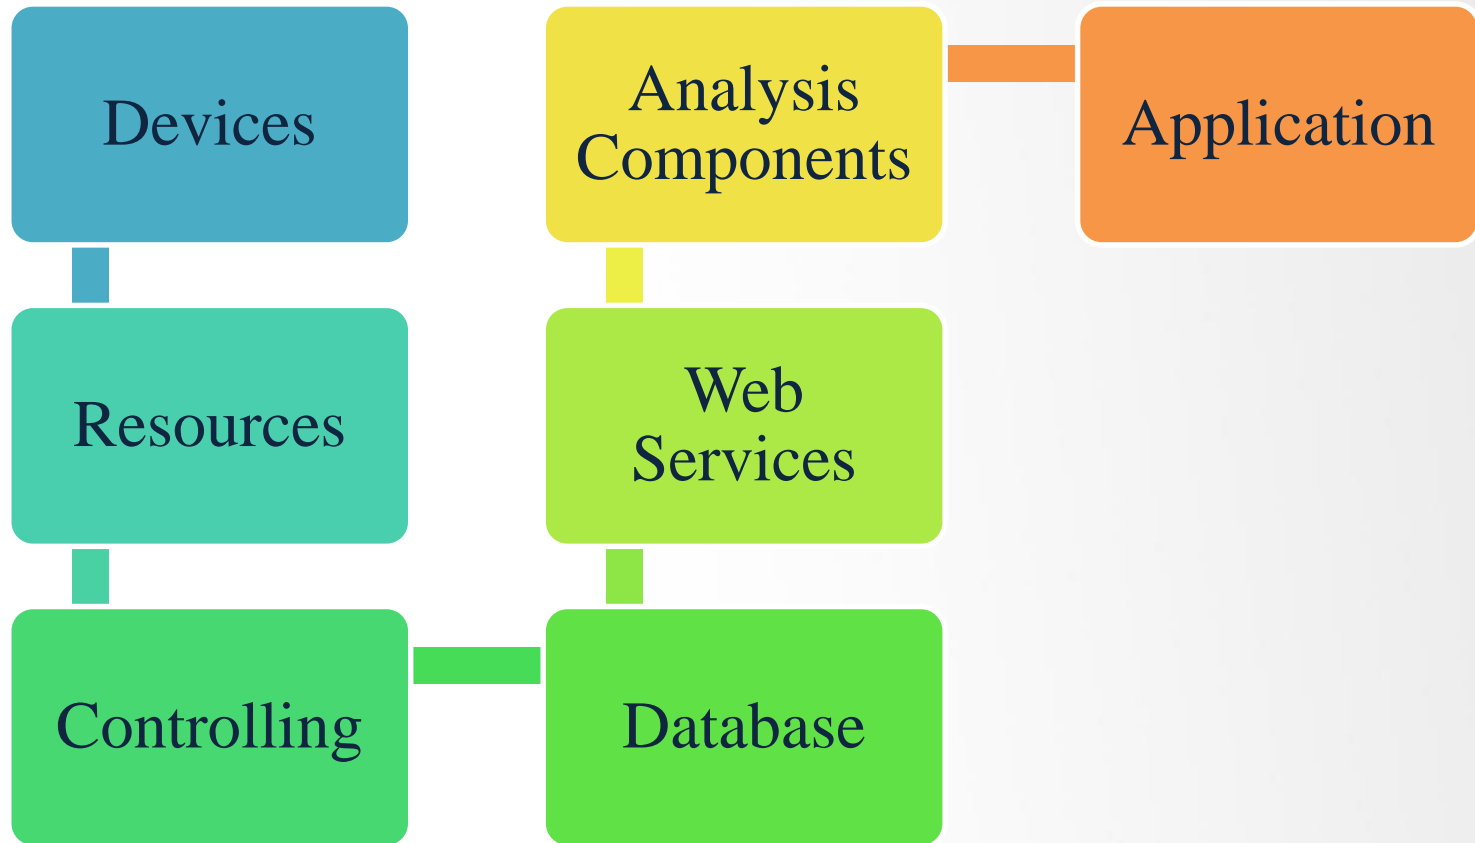 Devices
Resources
Controlling
Database
Web
Services
Analysis
Components
Application